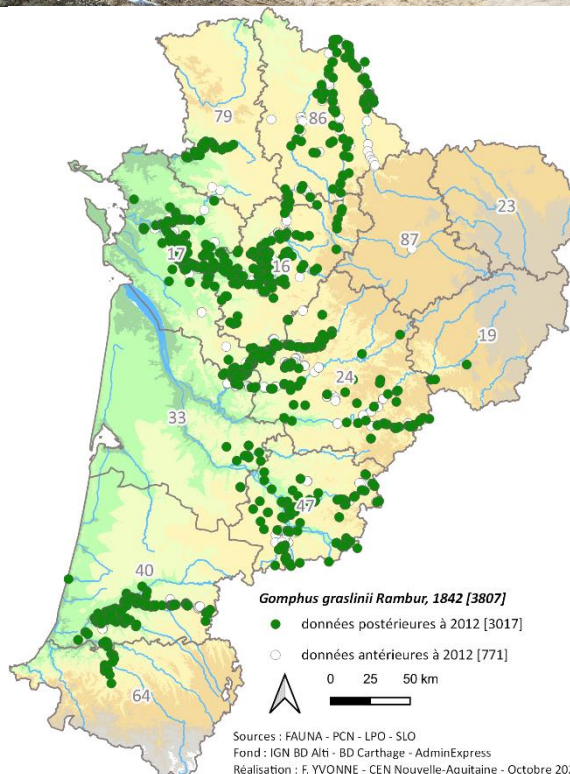 79
86
23
17
16
87
19
24
33
47
40
64
Gomphus graslinii Rambur, 1842 [3807]
données postérieures à 2012 [3017]
données antérieures à 2012 [771]
0 25 50 km
Sources : FAUNA - PCN - LPO - SLO
Fond : IGN BD Alti - BD Carthage - AdminExpress
Réalisation : F. YVONNE - CEN Nouvelle-Aquitaine - Octobre